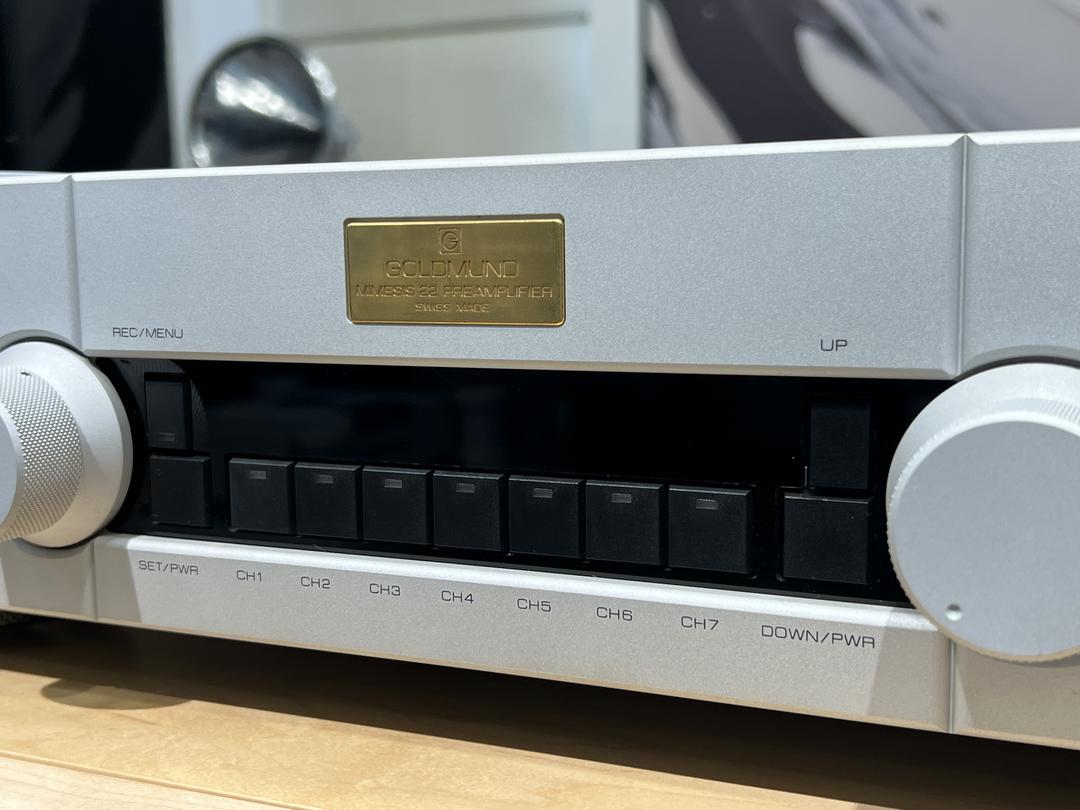 G
GOLDMUND
MIMESIS 22 PREAMPLIFIER
SWISS MADE
REC/MENU
UP
SET/PWR
CH1
CH2
CH3
CH4
CH5
CH6
CH7
DOWN/PWR